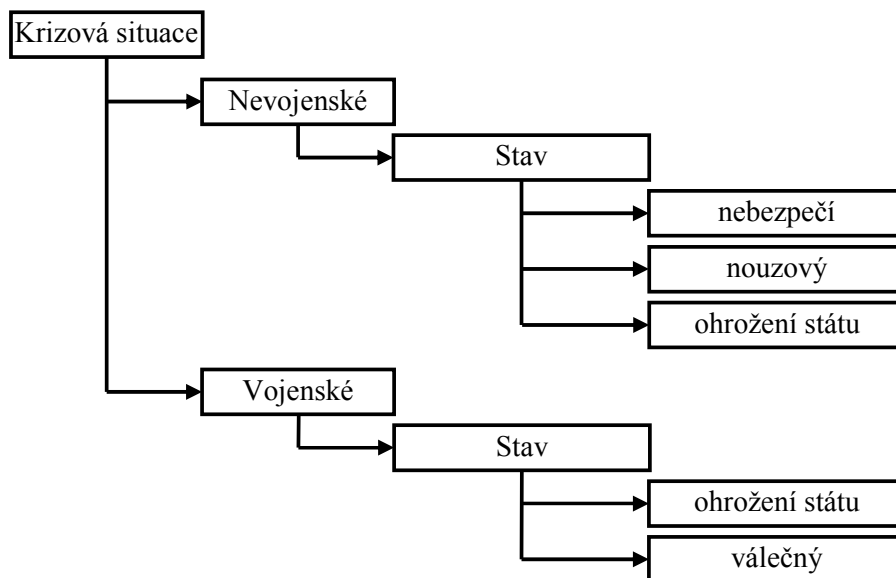 Krizová situace
Nevojenské
Stav
nebezpečí
nouzový
ohrožení státu
Vojenské
Stav
ohrožení státu
válečný